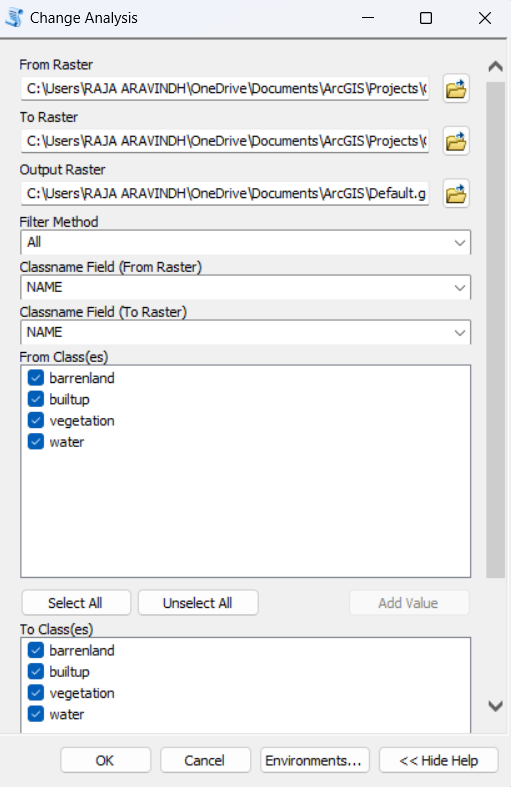 Change Analysis
From Raster
C:\Users\RAJA ARAVINDH\OneDrive\Documents\ArcGIS\Projects\
To Raster
C:\Users\RAJA ARAVINDH\OneDrive\Documents\ArcGIS\Projects\
Output Raster
C:\Users\RAJA ARAVINDH\OneDrive\Documents\ArcGIS\Default.g
Filter Method
All
Classname Field (From Raster)
NAME
Classname Field (To Raster)
NAME
From Class(es)
barrenland
builtup
vegetation
water
Select All Unselect All Add Value
To Class(es)
barrenland
builtup
vegetation
water
OK Cancel Environments... << Hide Help